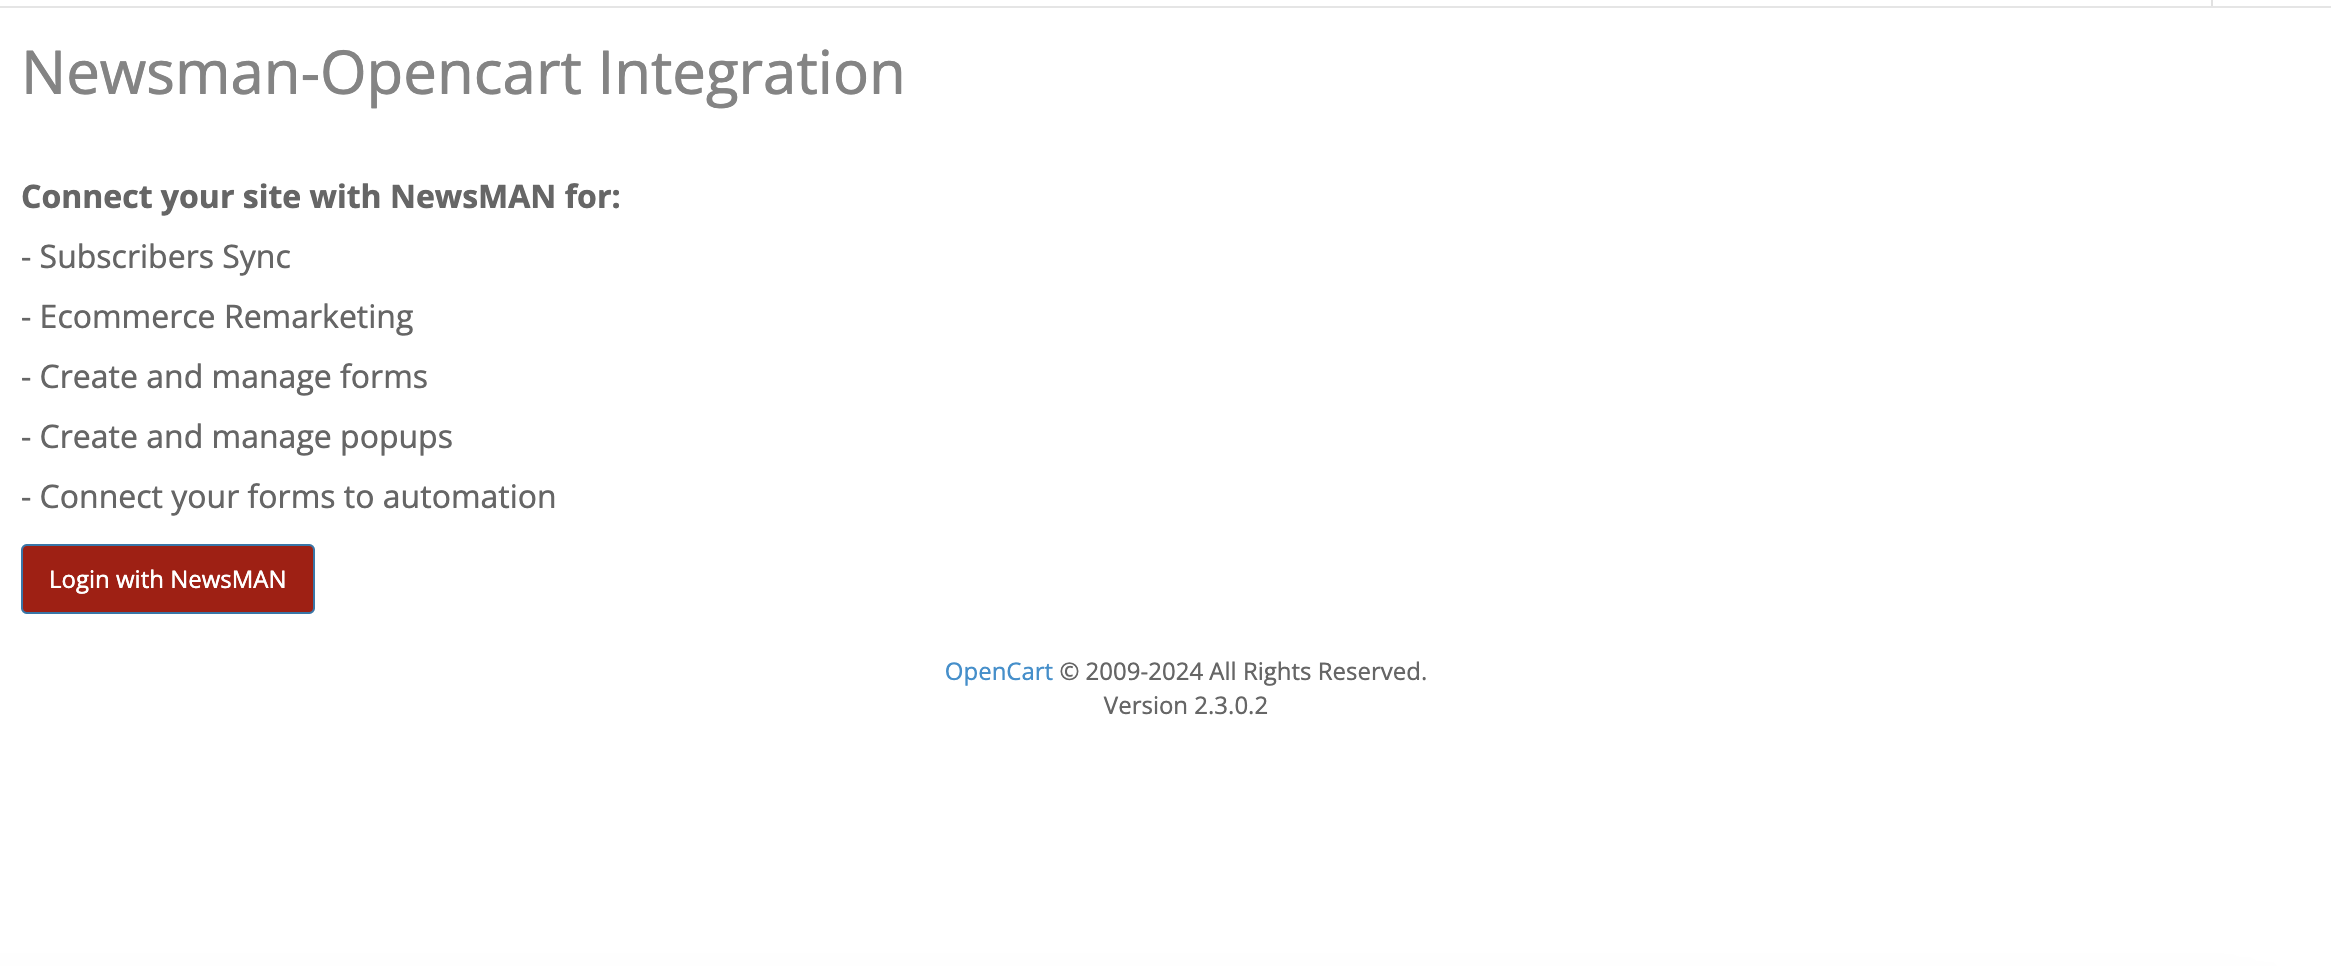 Newsman-Opencart Integration
Connect your site with NewsMAN for:
- Subscribers Sync
- Ecommerce Remarketing
- Create and manage forms
- Create and manage popups
- Connect your forms to automation
Login with NewsMAN
OpenCart © 2009-2024 All Rights Reserved.
Version 2.3.0.2